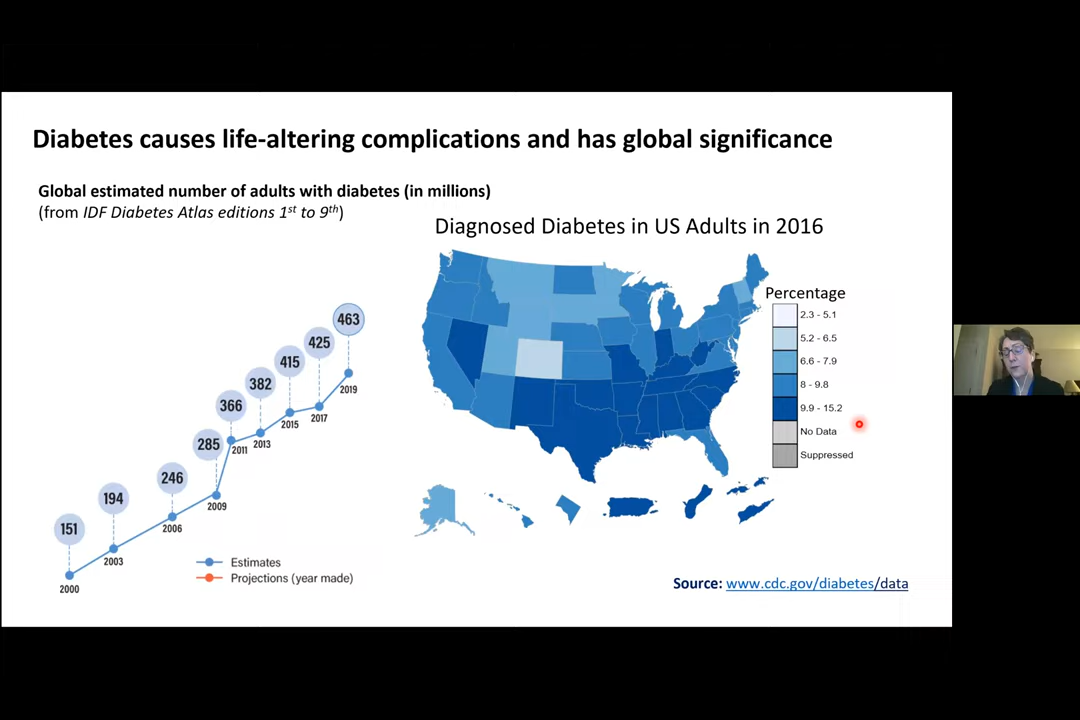 Diabetes causes life-altering complications and has global significance
Global estimated number of adults with diabetes (in millions)
(from IDF Diabetes Atlas editions 1st to 9th)
Diagnosed Diabetes in US Adults in 2016
Percentage
2.3 - 5.1
5.2 - 6.5
6.6 - 7.9
8 - 9.8
9.9 - 15.2
No Data
Suppressed
463
425
415
382
366
285
246
194
151
2019
2017
2015
2013
2011
2009
2006
2003
2000
Estimates
Projections (year made)
Source: www.cdc.gov/diabetes/data